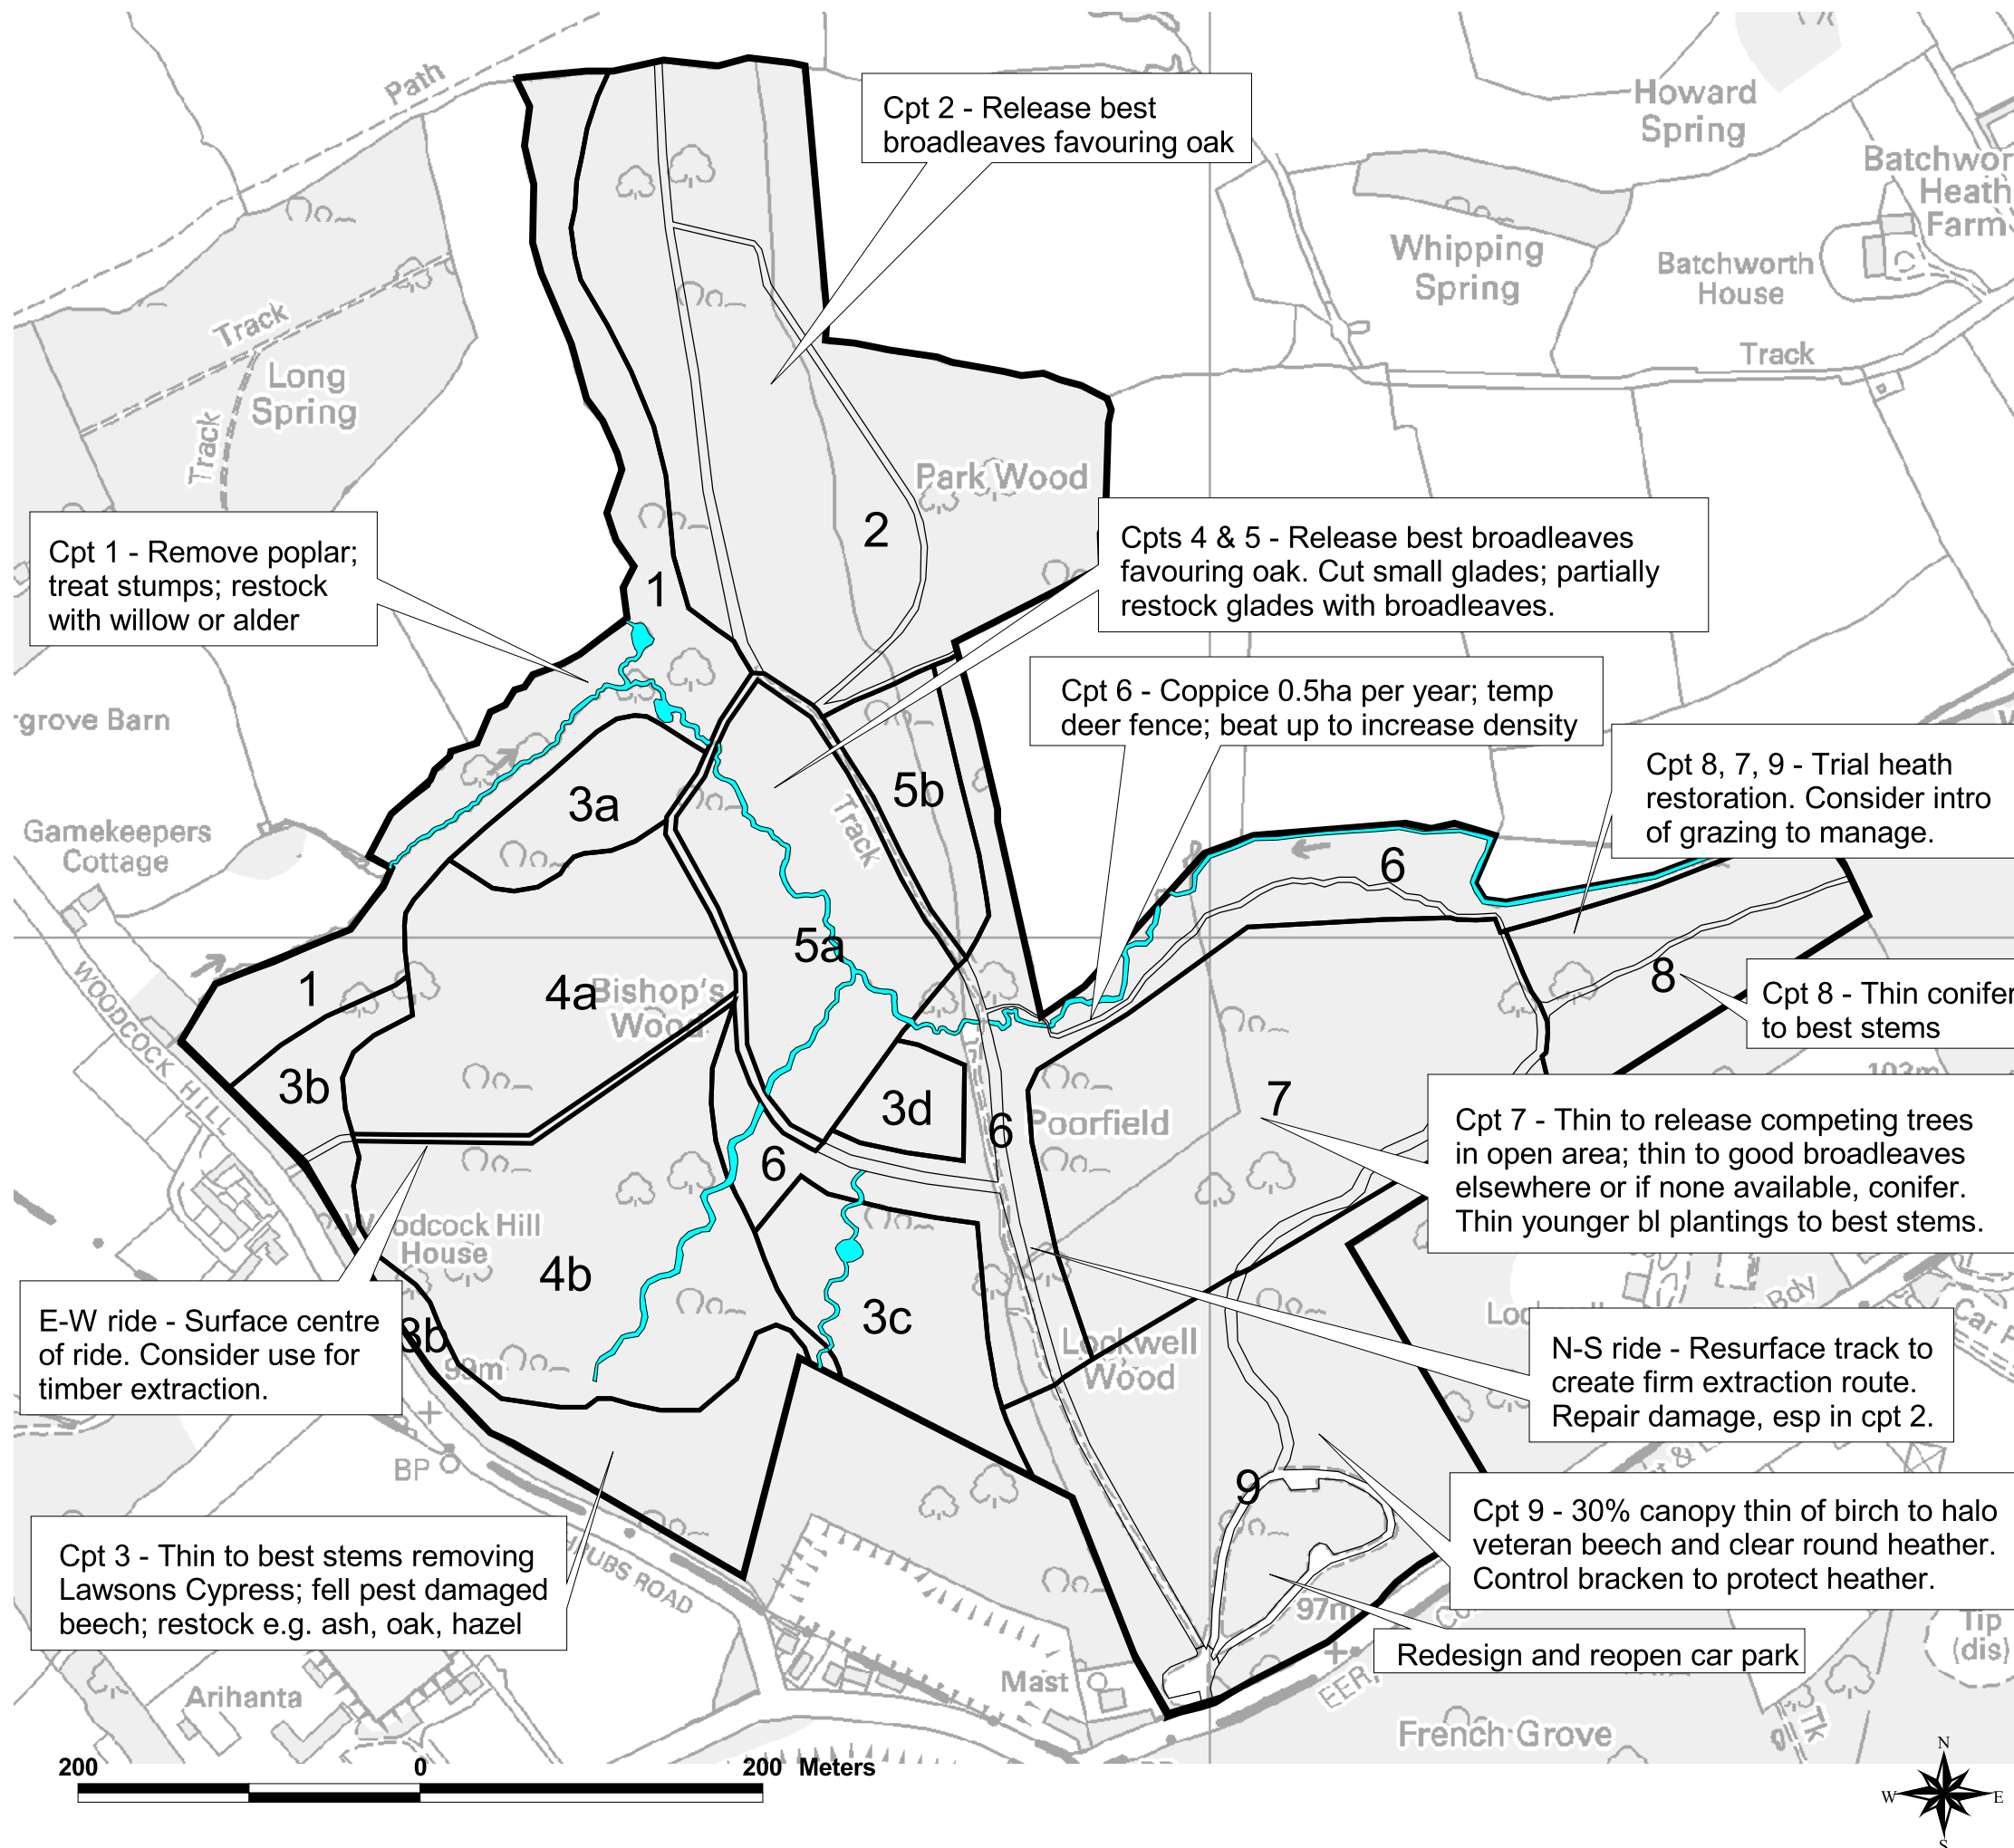 Path
Cpt 2 - Release best
broadleaves favouring oak
Howard
Spring
Heath
Farm
Whipping
Spring
Batchworth
House
Track
Track
Long
Spring
Track
Park Wood
2
Cpt 1 - Remove poplar;
treat stumps; restock
with willow or alder
1
Cpts 4 & 5 - Release best broadleaves
favouring oak. Cut small glades; partially
restock glades with broadleaves.
Cpt 6 - Coppice 0.5ha per year; temp
deer fence; beat up to increase density
Barn
Cpt 8, 7, 9 - Trial heath
restoration. Consider intro
of grazing to manage.
3a
5b
Track
Gamekeepers
Cottage
6
5a
1
4a
Bishop's
Wood
8
Cpt 8 - Thin conifer
to best stems
WOODCOCK HILL
3b
3d
6
7
Poorfield
103m
Cpt 7 - Thin to release competing trees
in open area; thin to good broadleaves
elsewhere or if none available, conifer.
Thin younger bl plantings to best stems.
6
Woodcock Hill
House
4b
3c
Bdy
Car
E-W ride - Surface centre
of ride. Consider use for
timber extraction.
3b
99m
Lockwell
Wood
N-S ride - Resurface track to
create firm extraction route.
Repair damage, esp in cpt 2.
BP
9
Cpt 9 - 30% canopy thin of birch to halo
veteran beech and clear round heather.
Control bracken to protect heather.
Cpt 3 - Thin to best stems removing
Lawsons Cypress; fell pest damaged
beech; restock e.g. ash, oak, hazel
ROAD
97m
Redesign and reopen car park
Tip
(dis)
Arihanta
Mast
Tk
French Grove
200 0 200 Meters
N
W E
S